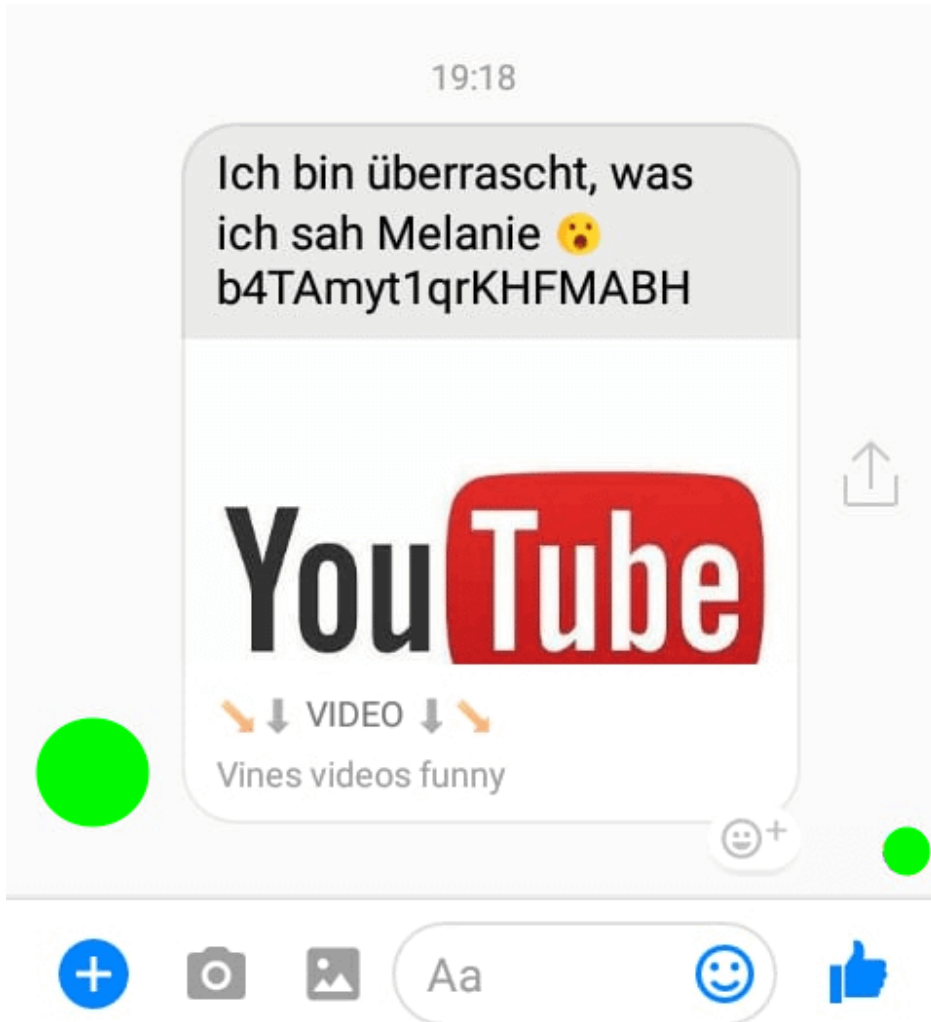 19:18
Ich bin überrascht, was
ich sah Melanie 😮
b4TAmyt1qrKHFMABH
YouTube
↘️⬇ VIDEO ⬇↘️
Vines videos funny
Aa